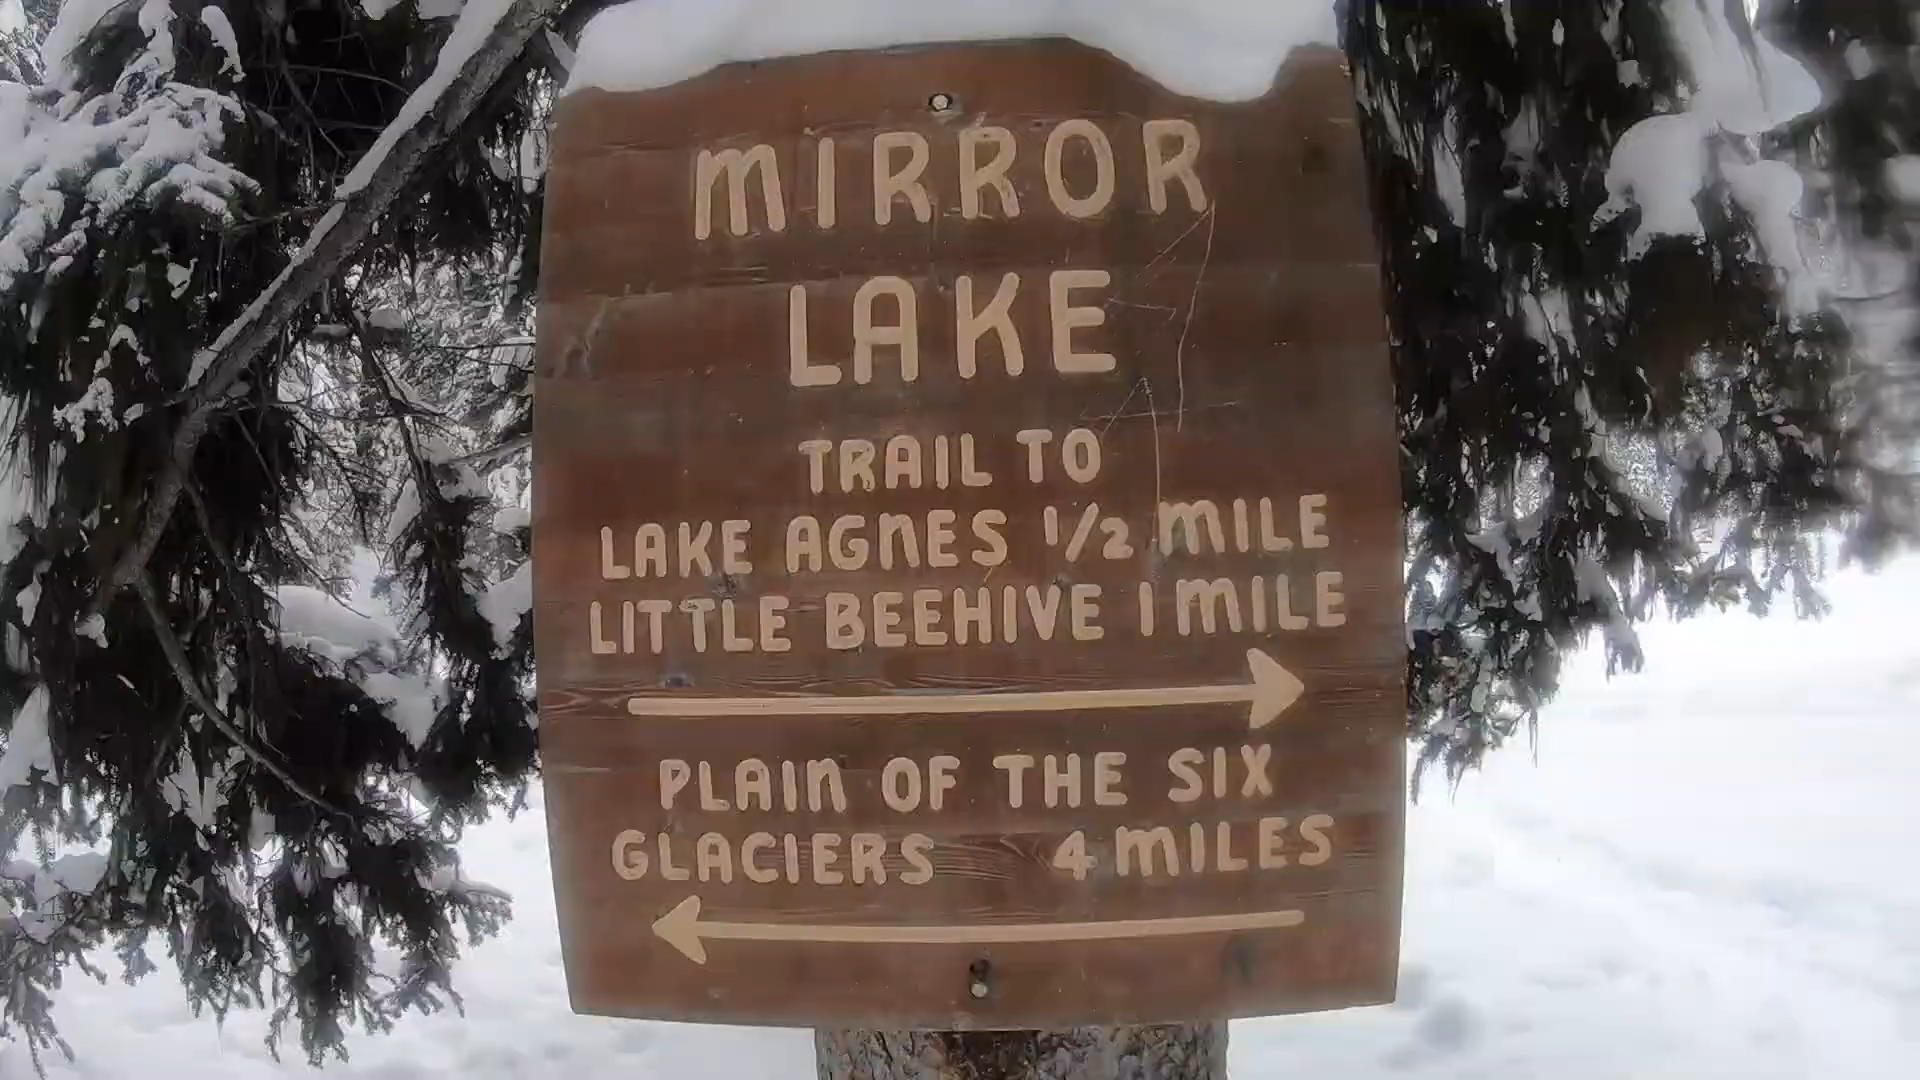 MIRROR
LAKE
TRAIL TO
LAKE AGNES 1/2 MILE
LITTLE BEEHIVE 1 MILE
PLAIN OF THE SIX
GLACIERS 4 MILES